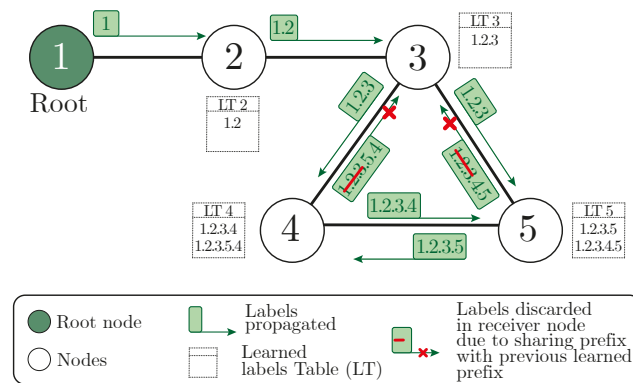 1
1.2
LT 3
1.2.3
1
2
3
Root
LT 2
1.2
1.2.3
1.2.3
1.2.3.5.4
1.2.3.4.5
LT 4
1.2.3.4
1.2.3.5.4
4
1.2.3.4
1.2.3.5
5
LT 5
1.2.3.5
1.2.3.4.5
Root node
Nodes
Labels
propagated
Learned
labels Table (LT)
Labels discarded
in receiver node
due to sharing prefix
with previous learned
prefix